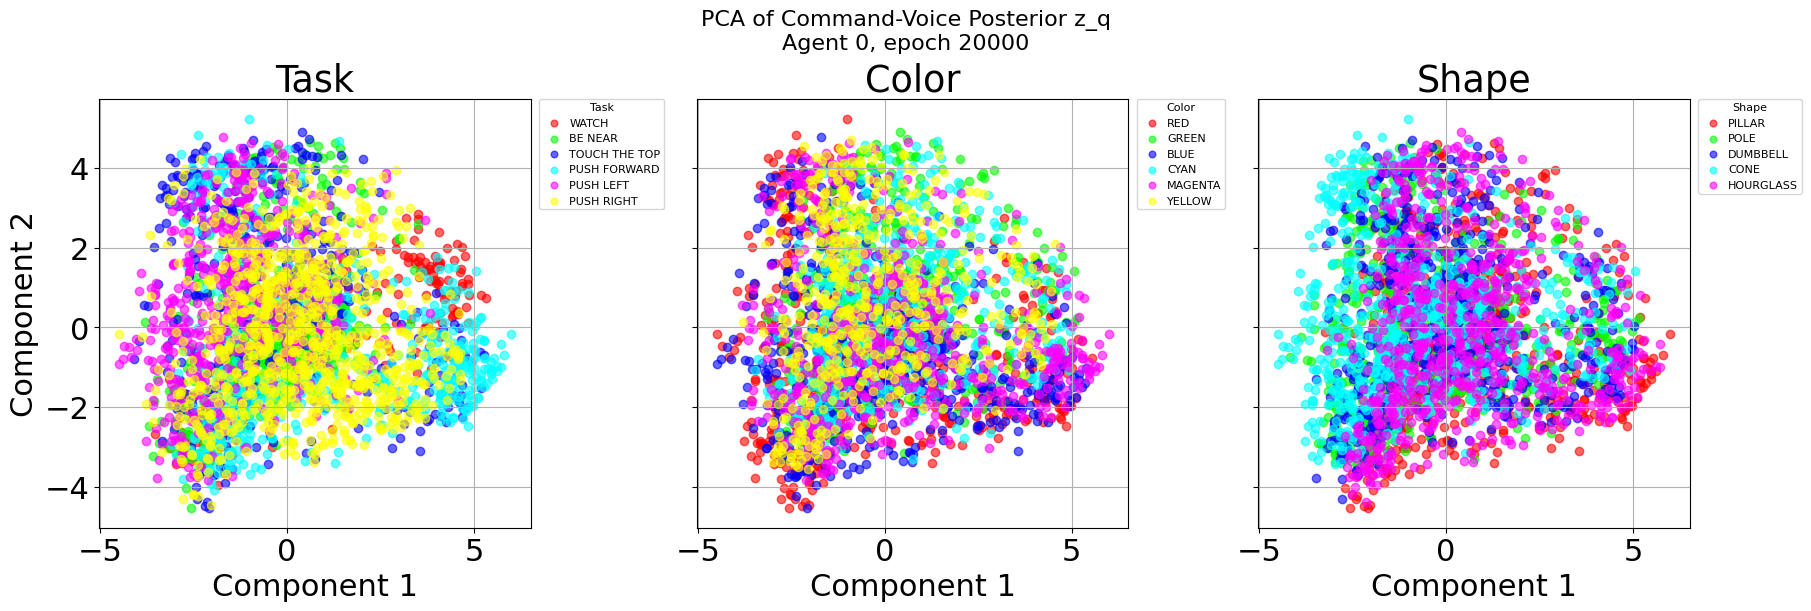 PCA of Command-Voice Posterior z_q
Agent 0, epoch 20000
Task
Component 2
4
2
0
−2
−4
−5
0
5
Component 1
Task
WATCH
BE NEAR
TOUCH THE TOP
PUSH FORWARD
PUSH LEFT
PUSH RIGHT
Color
−5
0
5
Component 1
Color
RED
GREEN
BLUE
CYAN
MAGENTA
YELLOW
Shape
−5
0
5
Component 1
Shape
PILLAR
POLE
DUMBBELL
CONE
HOURGLASS